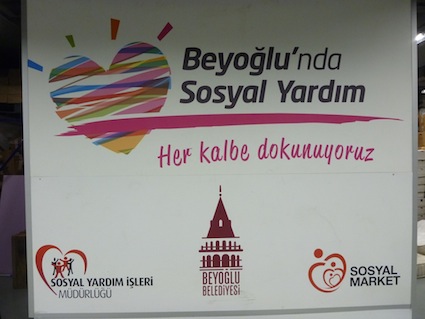 Beyoğlu'nda
Sosyal Yardım
Her kalbe dokunuyoruz
SOSYAL YARDIM İŞLERİ
MÜDÜRLÜĞÜ
BEYOĞLU
BELEDİYESİ
SOSYAL
MARKET